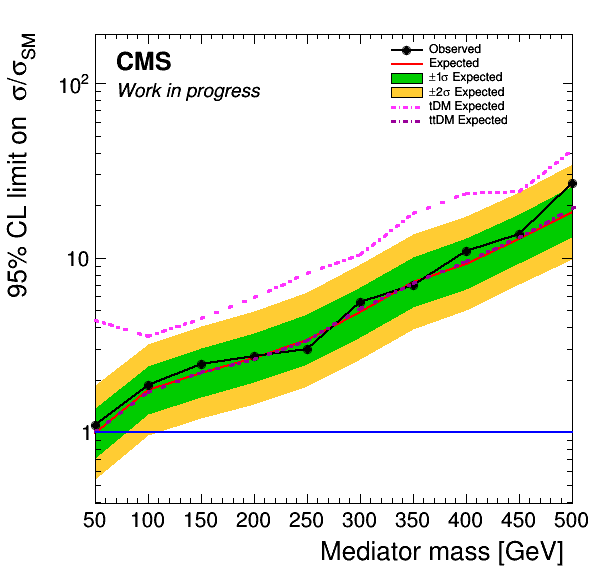 CMS
Work in progress
Observed
Expected
±1σ Expected
±2σ Expected
tDM Expected
ttDM Expected
95% CL limit on σ/σSM
10²
10
1
50 100 150 200 250 300 350 400 450 500
Mediator mass [GeV]